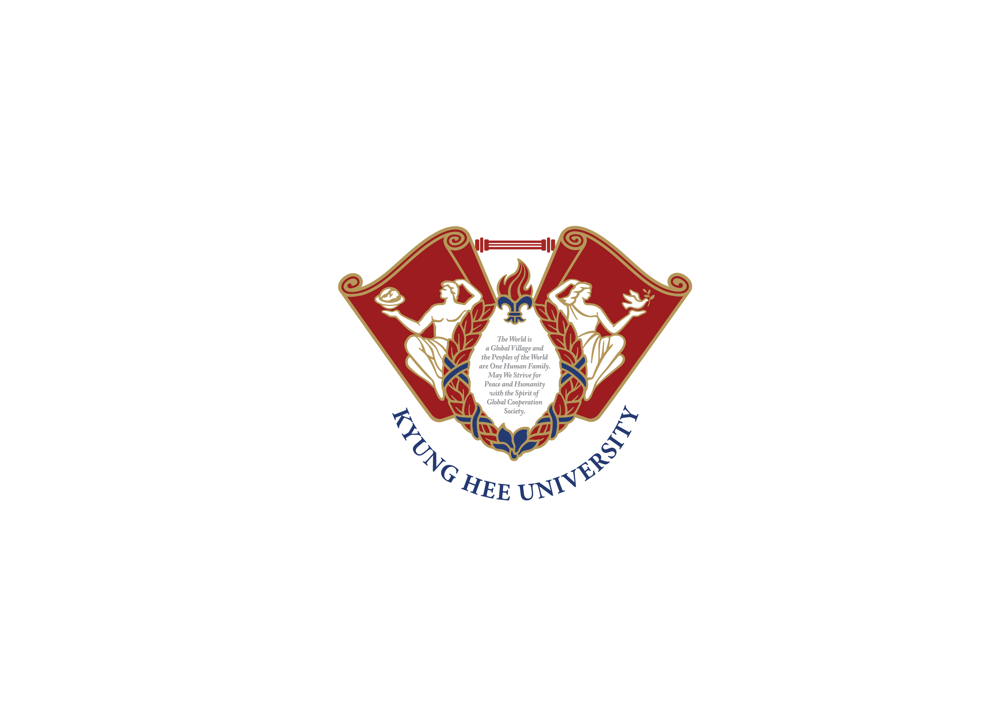 The World is
a Global Village and
the Peoples of the World
are One Human Family.
May We Strive for
Peace and Humanity
with the Spirit of
Global Cooperation
Society.
KYUNG HEE UNIVERSITY